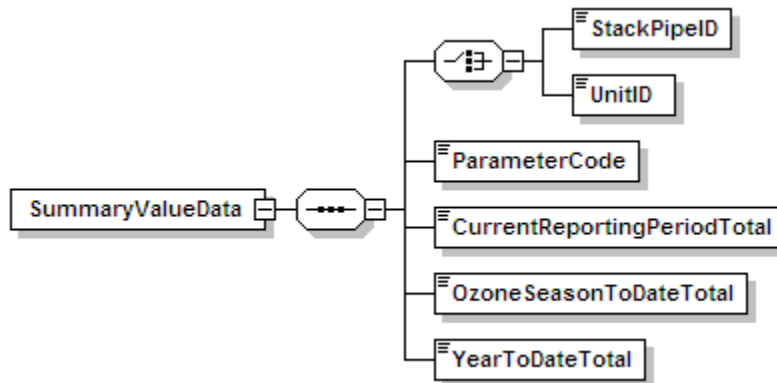 StackPipeID
UnitID
ParameterCode
SummaryValueData
CurrentReportingPeriodTotal
OzoneSeasonToDateTotal
YearToDateTotal